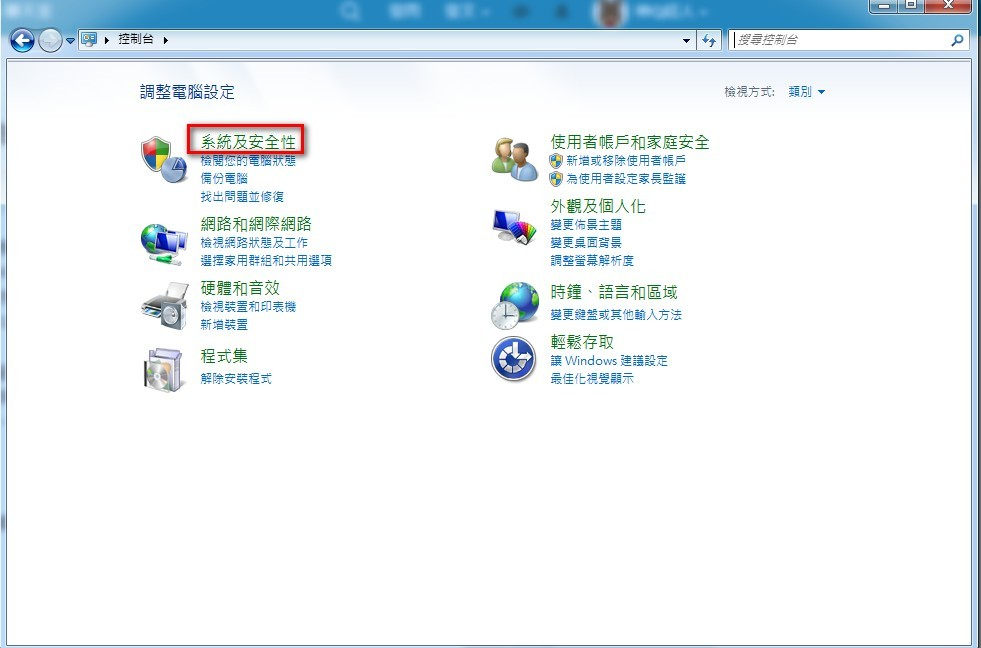 控制台
搜尋控制台
調整電腦設定
檢視方式: 類別
系統及安全性
檢閱您的電腦狀態
備份電腦
找出問題並修復
網路和網際網路
檢視網路狀態及工作
選擇家用群組和共用選項
硬體和音效
檢視裝置和印表機
新增裝置
程式集
解除安裝程式
使用者帳戶和家庭安全
新增或移除使用者帳戶
為使用者設定家長監護
外觀及個人化
變更佈景主題
變更桌面背景
調整螢幕解析度
時鐘、語言和區域
變更鍵盤或其他輸入方法
輕鬆存取
讓 Windows 建議設定
最佳化視覺顯示